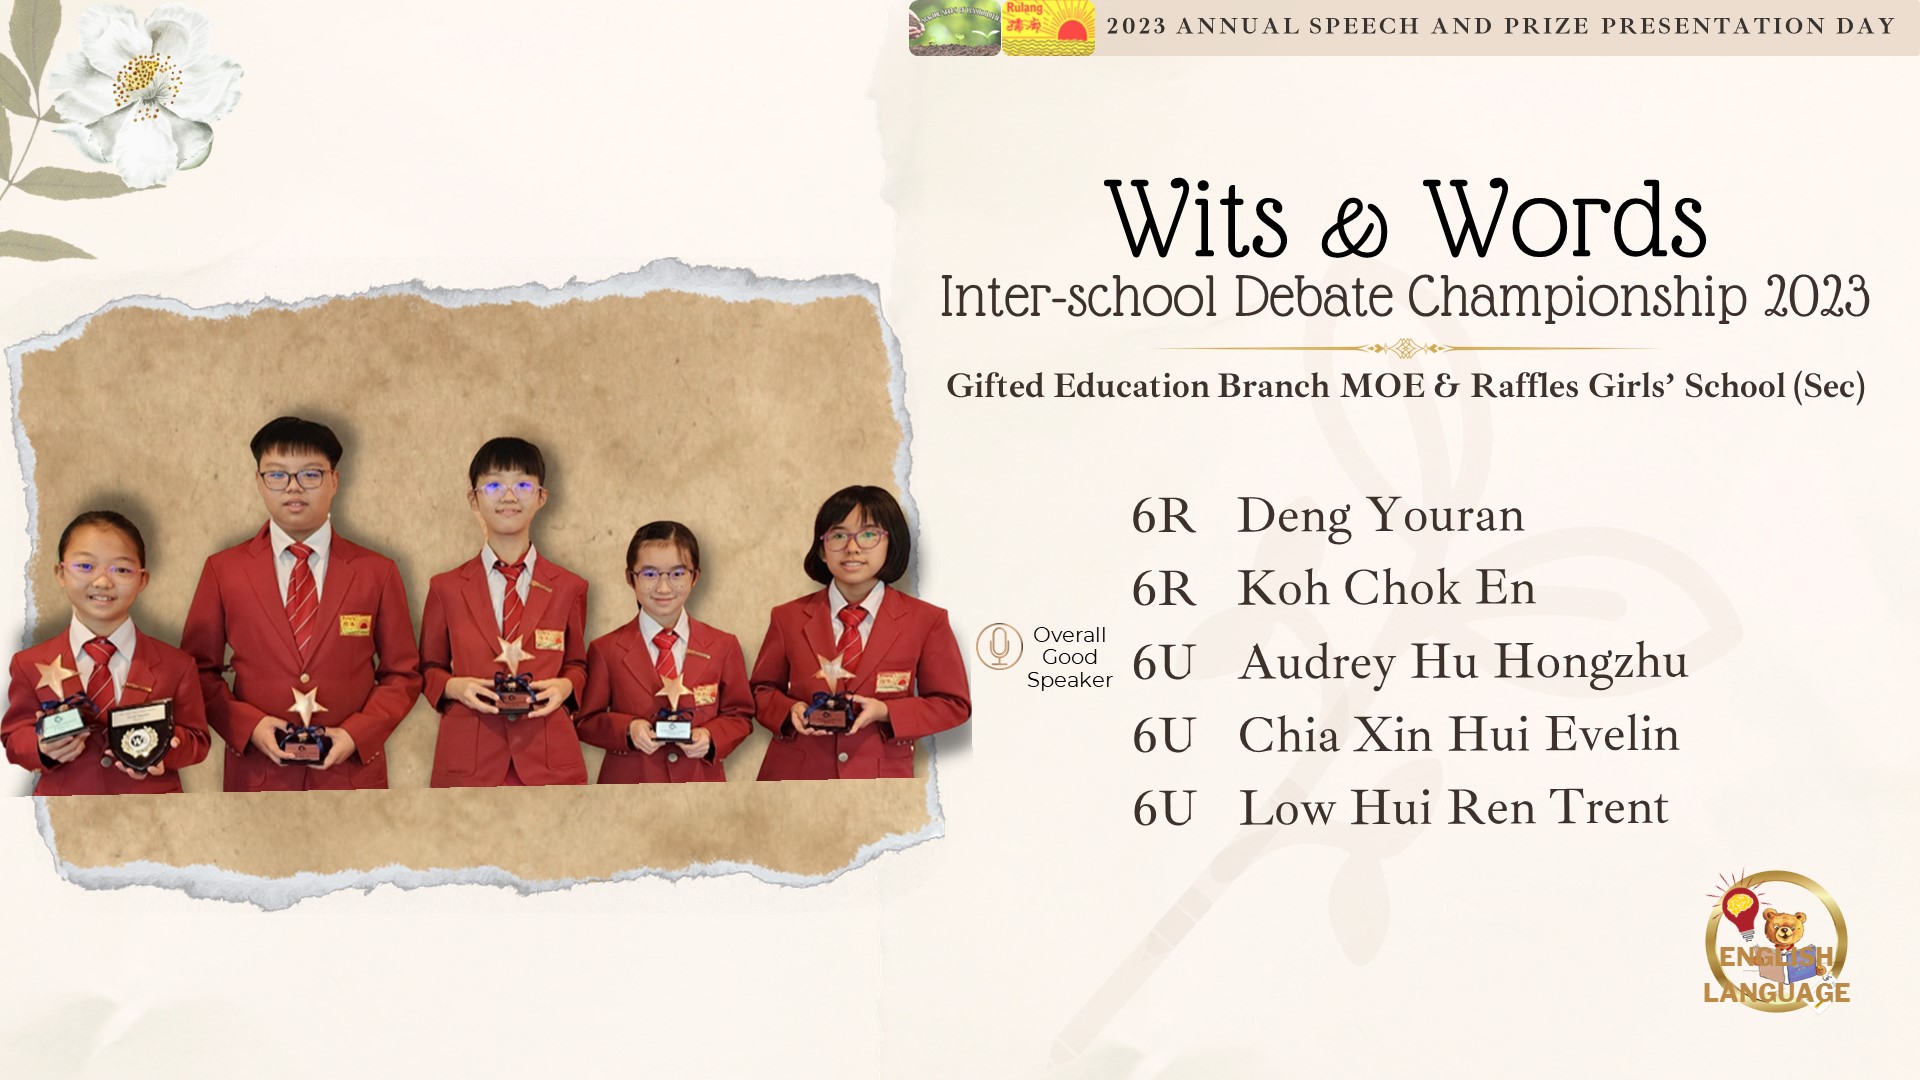 Rulang
2023 ANNUAL SPEECH AND PRIZE PRESENTATION DAY
Wits & Words
Inter-school Debate Championship 2023
Gifted Education Branch MOE & Raffles Girls’ School (Sec)
6R Deng Youran
6R Koh Chok En
Overall
Good
Speaker
6U Audrey Hu Hongzhu
6U Chia Xin Hui Evelin
6U Low Hui Ren Trent
ENGLISH
LANGUAGE